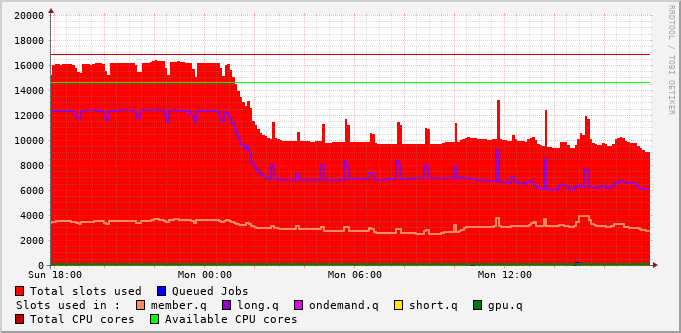 20000
18000
16000
14000
12000
10000
8000
6000
4000
2000
0
Sun 18:00 Mon 00:00 Mon 06:00 Mon 12:00
RRDTOOL / TOBI OETIKER
Total slots used Queued Jobs
Slots used in : member.q long.q ondemand.q short.q gpu.q
Total CPU cores Available CPU cores